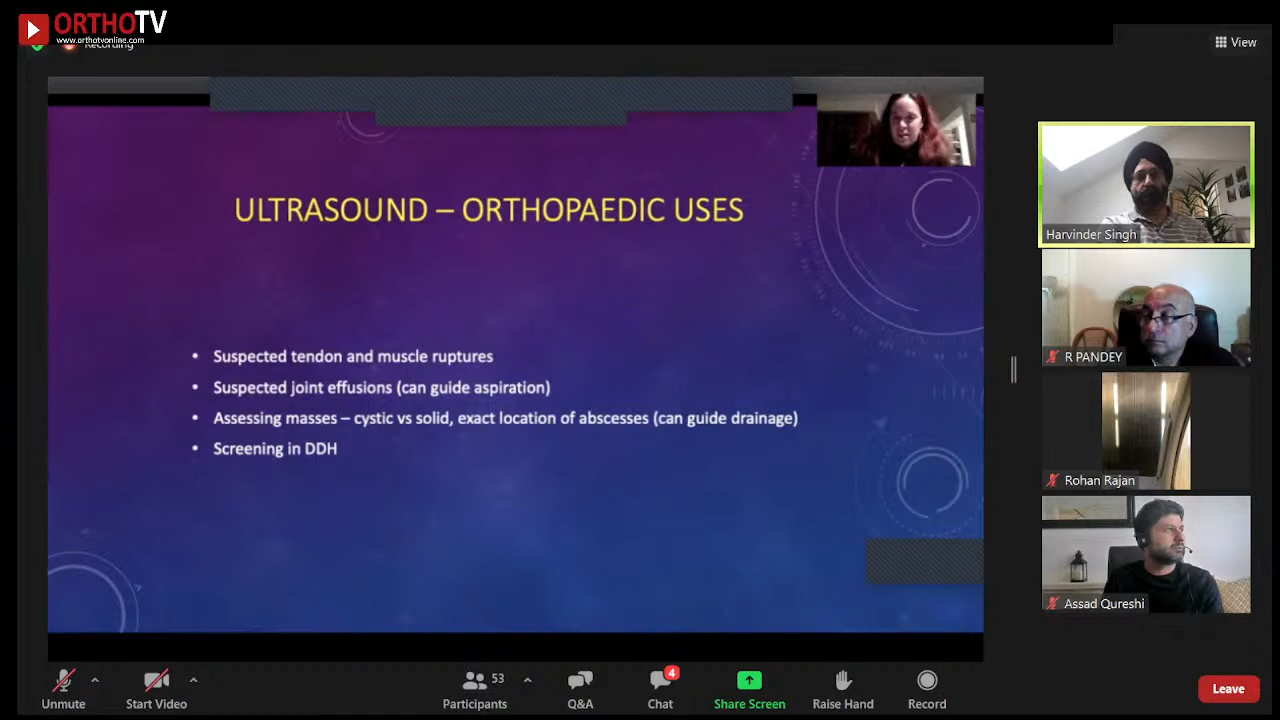 ORTHOTV
www.orthotvonline.com
Recording
View
ULTRASOUND – ORTHOPAEDIC USES
• Suspected tendon and muscle ruptures
• Suspected joint effusions (can guide aspiration)
• Assessing masses – cystic vs solid, exact location of abscesses (can guide drainage)
• Screening in DDH
Harvinder Singh
R PANDEY
Rohan Rajan
Assad Qureshi
Unmute
Start Video
53
Participants
Q&A
4
Chat
Share Screen
Raise Hand
Record
Leave